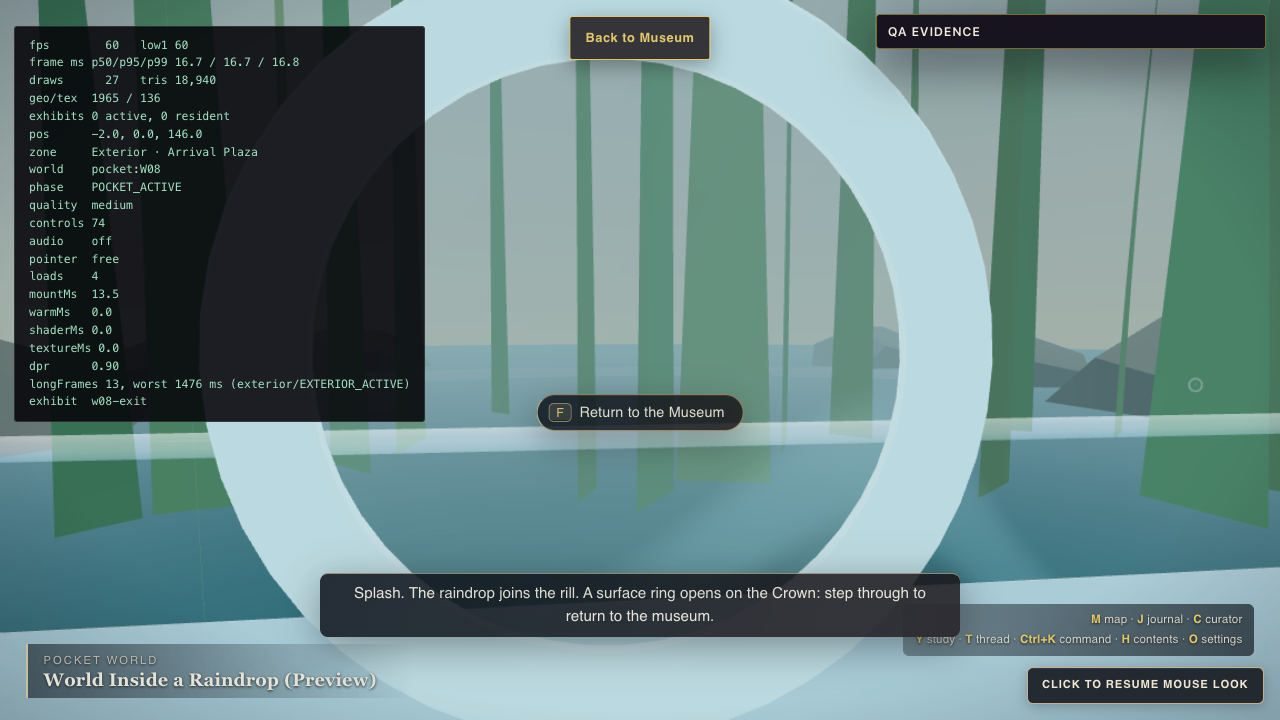 fps 60 low1 60
frame ms p50/p95/p99 16.7 / 16.7 / 16.8
draws 27 tris 18,940
geo/tex 1965 / 136
exhibits 0 active, 0 resident
pos −2.0, 0.0, 146.0
zone Exterior · Arrival Plaza
world pocket:W08
phase POCKET_ACTIVE
quality medium
controls 74
audio off
pointer free
loads 4
mountMs 13.5
warmMs 0.0
shaderMs 0.0
textureMs 0.0
dpr 0.90
longFrames 13, worst 1476 ms (exterior/EXTERIOR_ACTIVE)
exhibit w08−exit
Back to Museum
QA EVIDENCE
F Return to the Museum
Splash. The raindrop joins the rill. A surface ring opens on the Crown: step through to
return to the museum.
M map · J journal · C curator
Y study · T thread · Ctrl+K command · H contents · O settings
POCKET WORLD
World Inside a Raindrop (Preview)
CLICK TO RESUME MOUSE LOOK